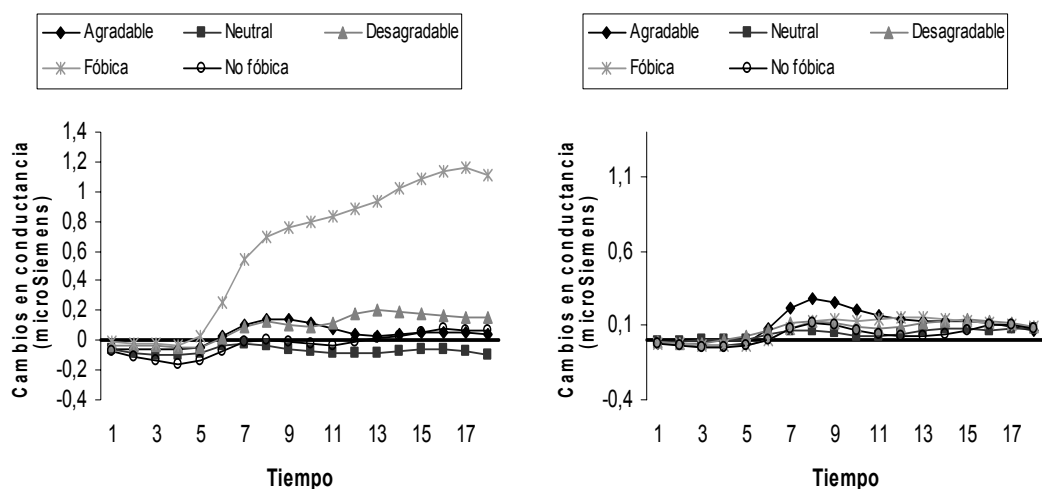 Agradable Neutral Desagradable
Fóbica No fóbica
Cambios en conductancia
(microSiemens)
1,4
1,2
1
0,8
0,6
0,4
0,2
0
-0,2
-0,4
1 3 5 7 9 11 13 15 17
Tiempo
Agradable Neutral Desagradable
Fóbica No fóbica
Cambios en conductancia
(microSiemens)
1,1
0,6
0,1
-0,4
1 3 5 7 9 11 13 15 17
Tiempo